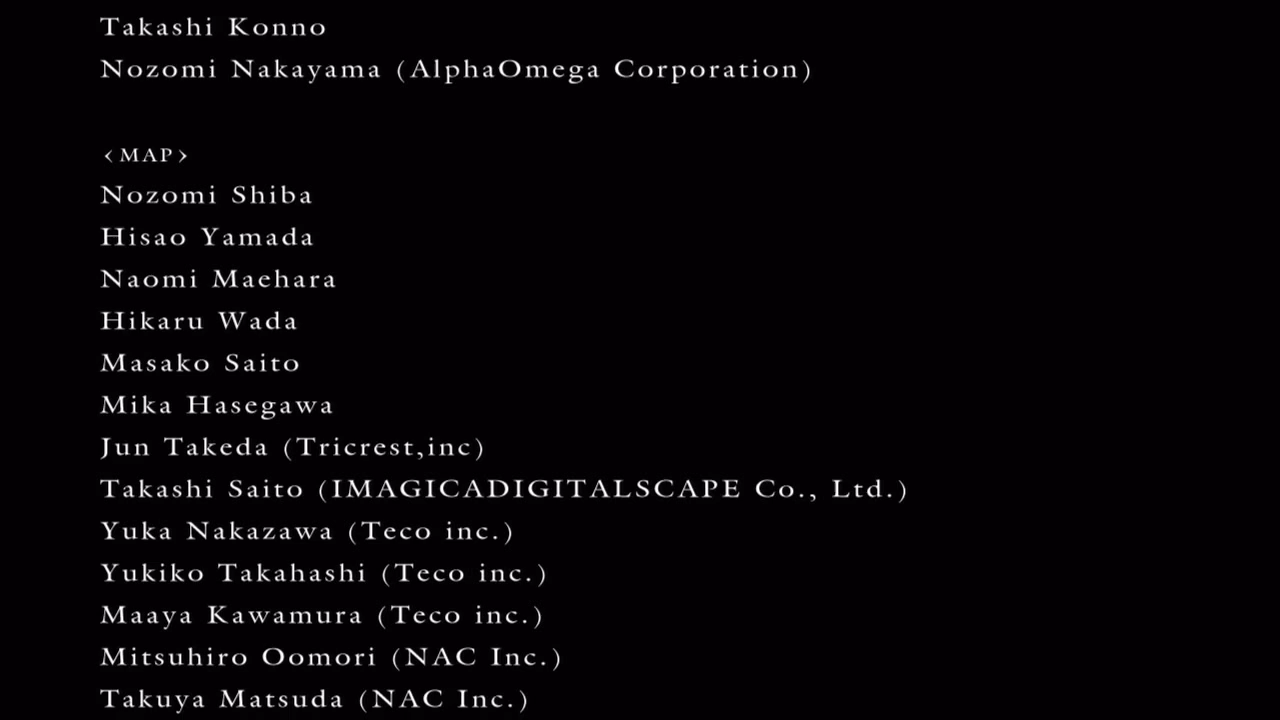 Takashi Konno
Nozomi Nakayama (AlphaOmega Corporation)
‹MAP›
Nozomi Shiba
Hisao Yamada
Naomi Maehara
Hikaru Wada
Masako Saito
Mika Hasegawa
Jun Takeda (Tricrest,inc)
Takashi Saito (IMAGICADIGITALSCAPE Co., Ltd.)
Yuka Nakazawa (Teco inc.)
Yukiko Takahashi (Teco inc.)
Maaya Kawamura (Teco inc.)
Mitsuhiro Oomori (NAC Inc.)
Takuya Matsuda (NAC Inc.)